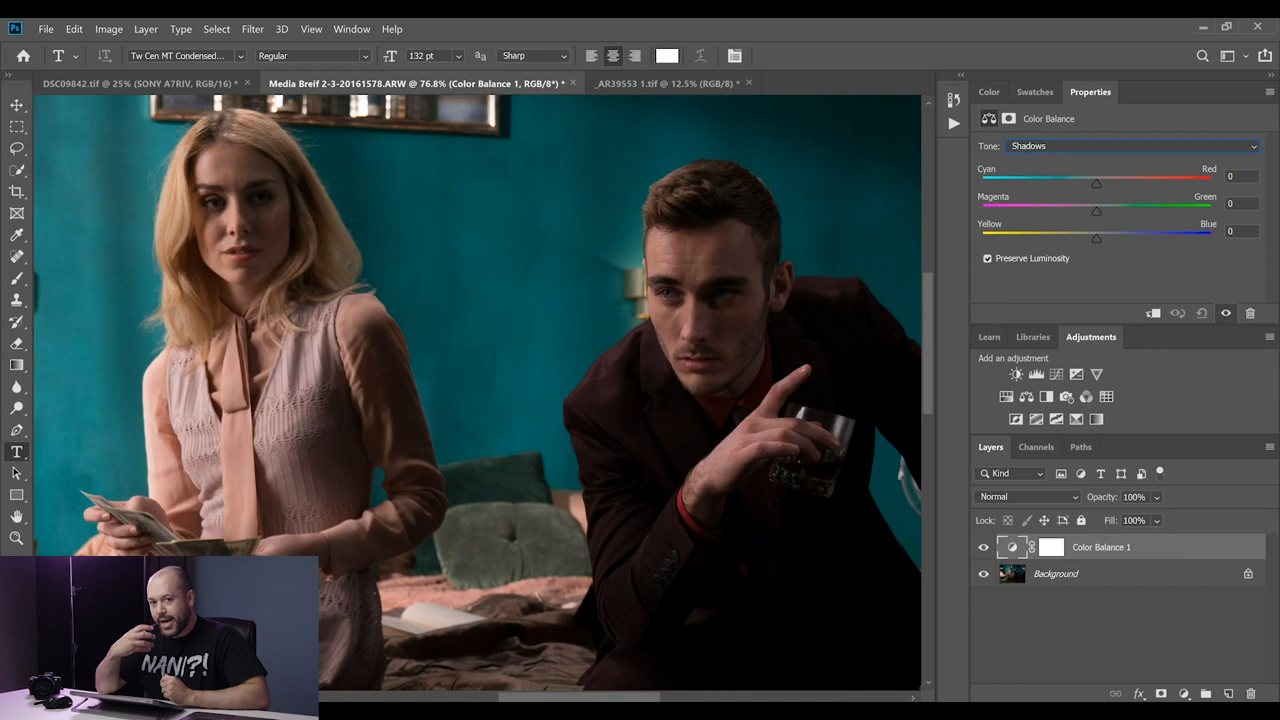 Ps File Edit Image Layer Type Select Filter 3D View Window Help
T Tw Cen MT Condensed... Regular 132 pt aa Sharp
DSC09842.tif @ 25% (SONY A7RIV, RGB/16) * × Media Breif 2-3-20161578.ARW @ 76.8% (Color Balance 1, RGB/8*) * × _AR39553 1.tif @ 12.5% (RGB/8) * ×
Color Swatches Properties
Color Balance
Tone: Shadows
Cyan Red 0
Magenta Green 0
Yellow Blue 0
Preserve Luminosity
Learn Libraries Adjustments
Add an adjustment
Layers Channels Paths
Kind
Normal Opacity: 100%
Lock: Fill: 100%
Color Balance 1
Background
fx
NANI?!